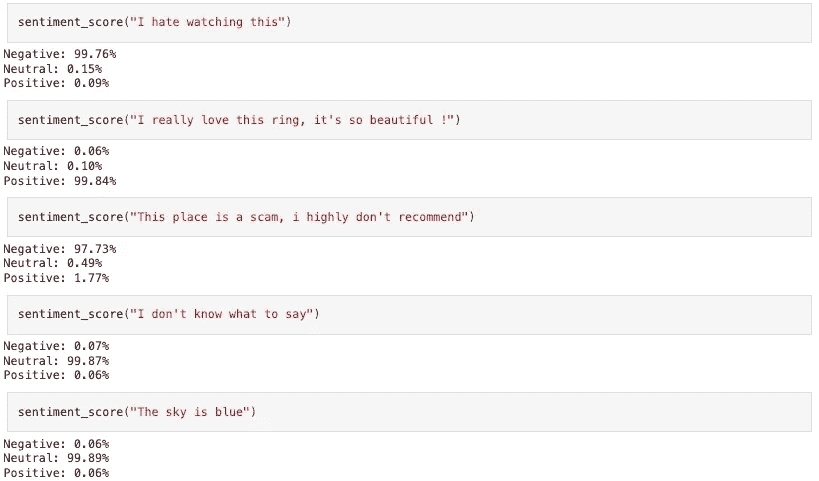 sentiment_score("I hate watching this")
Negative: 99.76%
Neutral: 0.15%
Positive: 0.09%
sentiment_score("I really love this ring, it's so beautiful !")
Negative: 0.06%
Neutral: 0.10%
Positive: 99.84%
sentiment_score("This place is a scam, i highly don't recommend")
Negative: 97.73%
Neutral: 0.49%
Positive: 1.77%
sentiment_score("I don't know what to say")
Negative: 0.07%
Neutral: 99.87%
Positive: 0.06%
sentiment_score("The sky is blue")
Negative: 0.06%
Neutral: 99.89%
Positive: 0.06%